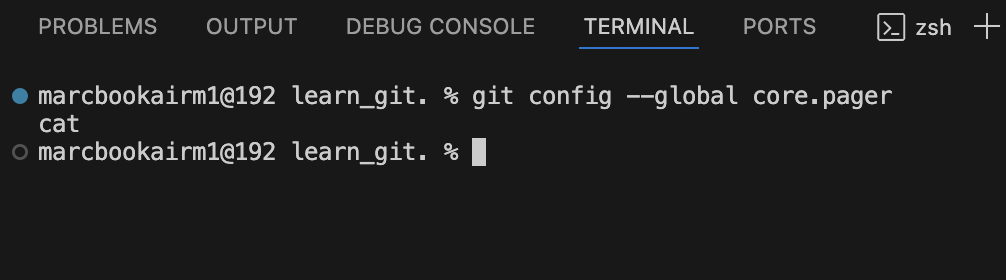 PROBLEMS OUTPUT DEBUG CONSOLE TERMINAL PORTS zsh
marcbookairm1@192 learn_git. % git config --global core.pager
cat
marcbookairm1@192 learn_git. %